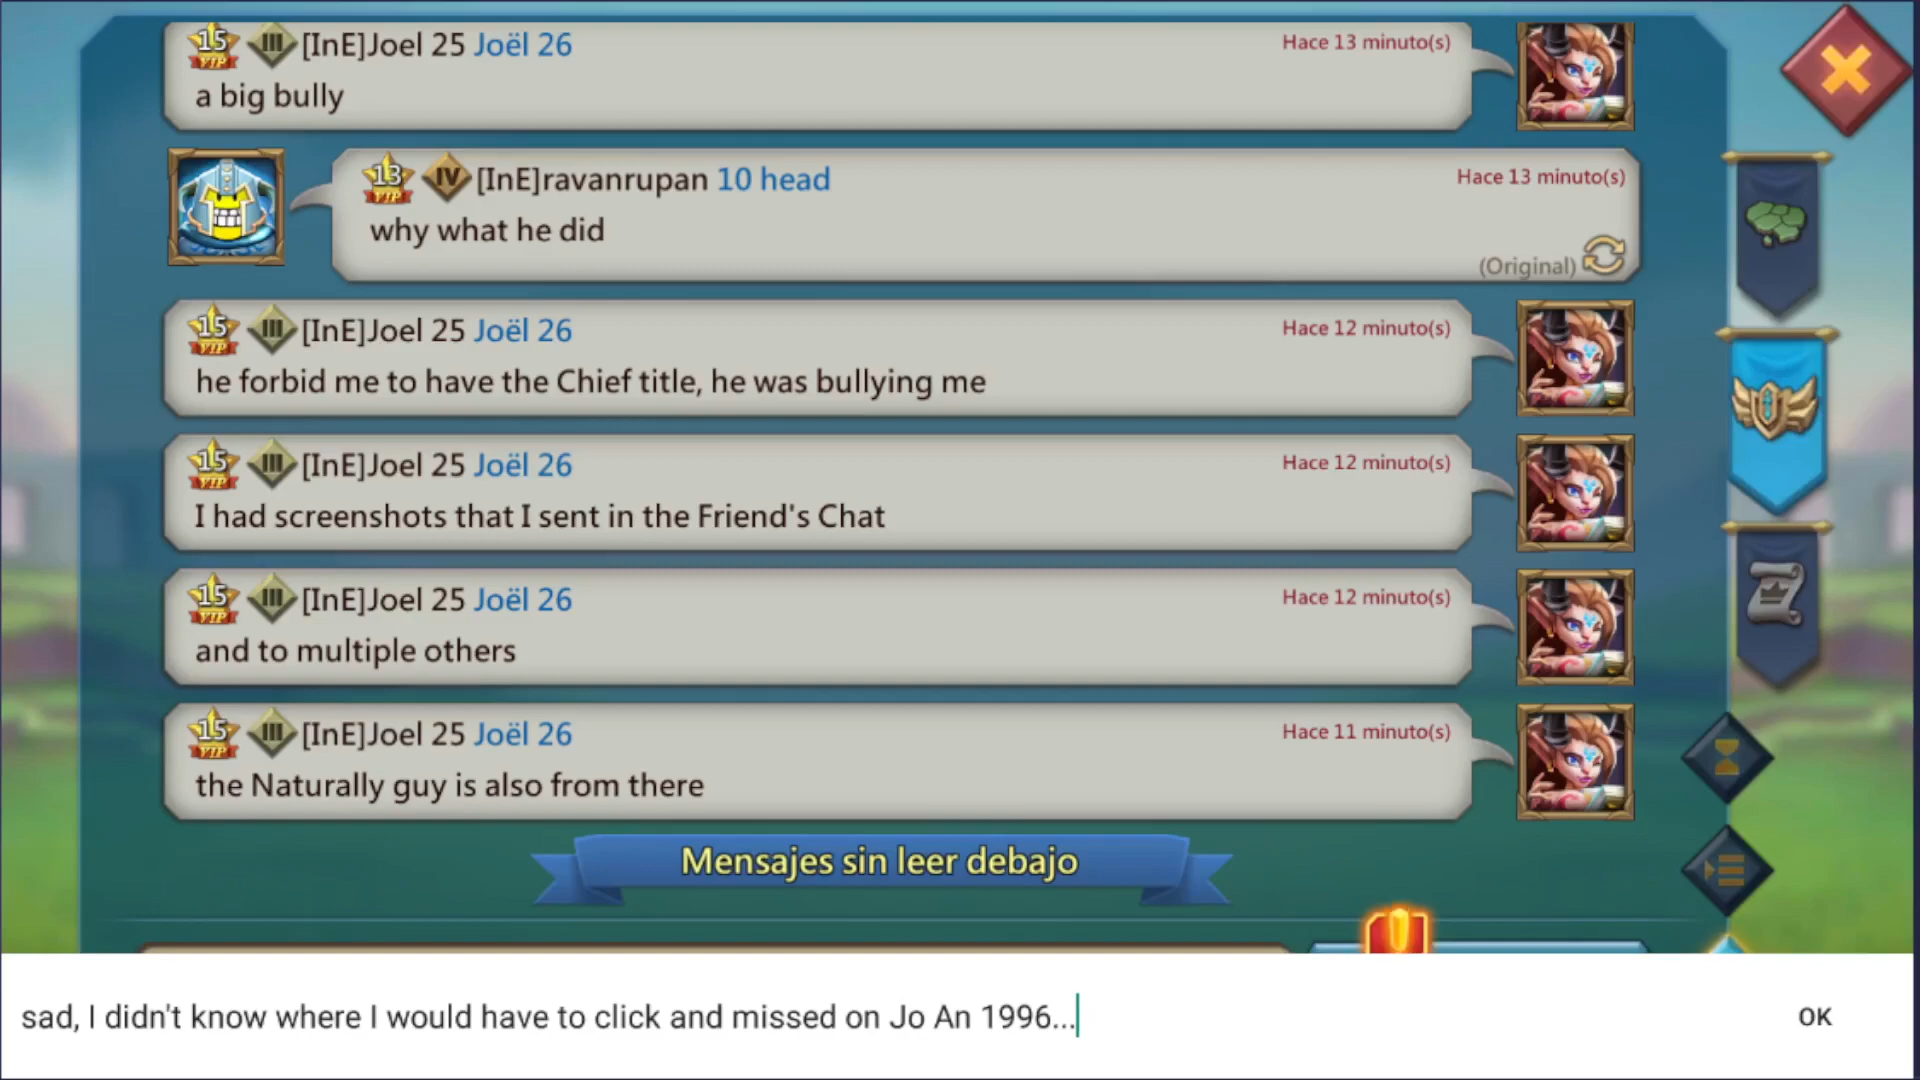 15 VIP III [InE]Joel 25 Joël 26 Hace 13 minuto(s)
a big bully
13 VIP IV [InE]ravanrupan 10 head Hace 13 minuto(s)
why what he did
(Original)
15 VIP III [InE]Joel 25 Joël 26 Hace 12 minuto(s)
he forbid me to have the Chief title, he was bullying me
15 VIP III [InE]Joel 25 Joël 26 Hace 12 minuto(s)
I had screenshots that I sent in the Friend's Chat
15 VIP III [InE]Joel 25 Joël 26 Hace 12 minuto(s)
and to multiple others
15 VIP III [InE]Joel 25 Joël 26 Hace 11 minuto(s)
the Naturally guy is also from there
Mensajes sin leer debajo
sad, I didn't know where I would have to click and missed on Jo An 1996... OK